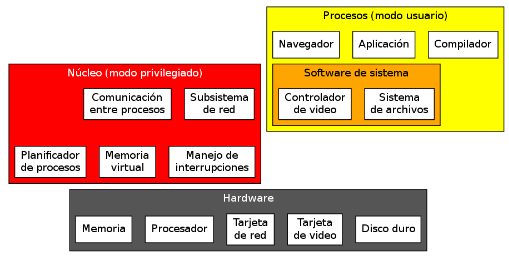 Procesos (modo usuario)
Navegador
Aplicación
Compilador
Software de sistema
Controlador
de video
Sistema
de archivos
Núcleo (modo privilegiado)
Comunicación
entre procesos
Subsistema
de red
Planificador
de procesos
Memoria
virtual
Manejo de
interrupciones
Hardware
Memoria
Procesador
Tarjeta
de red
Tarjeta
de video
Disco duro